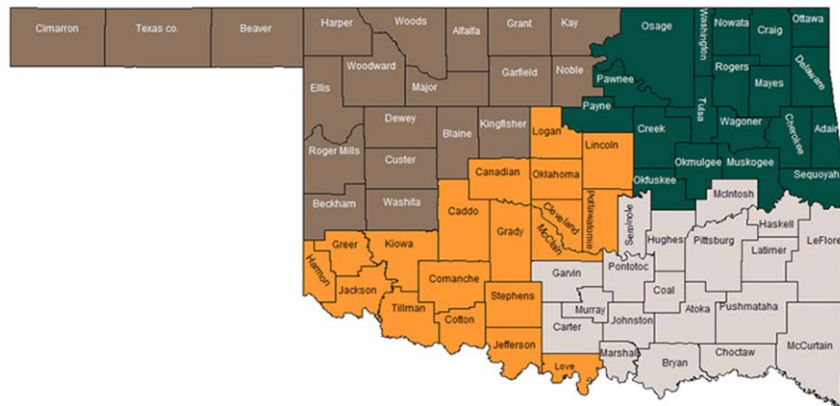 Cimarron
Texas co.
Beaver
Harper
Woods
Alfalfa
Grant
Kay
Osage
Washington
Nowata
Craig
Ottawa
Ellis
Woodward
Major
Garfield
Noble
Pawnee
Rogers
Mayes
Delaware
Payne
Tulsa
Dewey
Blaine
Kingfisher
Logan
Lincoln
Creek
Wagoner
Cherokee
Adair
Roger Mills
Custer
Canadian
Oklahoma
Okmulgee
Muskogee
Sequoyah
Okfuskee
McIntosh
Beckham
Washita
Caddo
Grady
Cleveland
McClain
Pottawatomie
Seminole
Hughes
Pittsburg
Haskell
LeFlore
Latimer
Greer
Kiowa
Harmon
Jackson
Comanche
Garvin
Pontotoc
Coal
Tillman
Cotton
Stephens
Murray
Carter
Johnston
Atoka
Pushmataha
Jefferson
Love
Marshall
Bryan
Choctaw
McCurtain